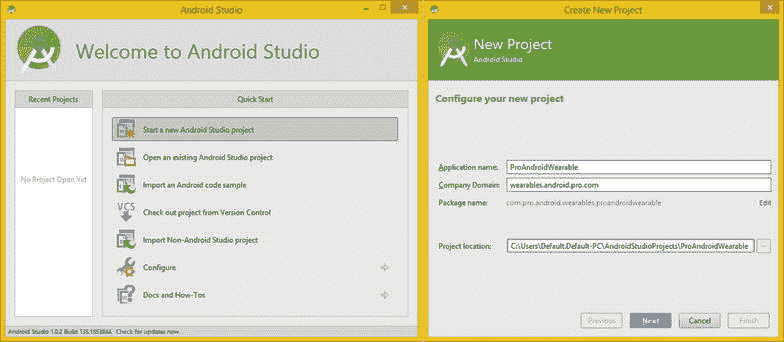 Android Studio
Welcome to Android Studio
Recent Projects
No Project Open Yet
Quick Start
Start a new Android Studio project
Open an existing Android Studio project
Import an Android code sample
VCS
Check out project from Version Control
Import Non-Android Studio project
Configure
Docs and How-Tos
Android Studio 1.0.2 Build 135.1653844. Check for updates now.
Create New Project
New Project
Android Studio
Configure your new project
Application name: ProAndroidWearable
Company Domain: wearables.android.pro.com
Package name: com.pro.android.wearables.proandroidwearable Edit
Project location: C:\Users\Default.Default-PC\AndroidStudioProjects\ProAndroidWearable ...
Previous Next Cancel Finish